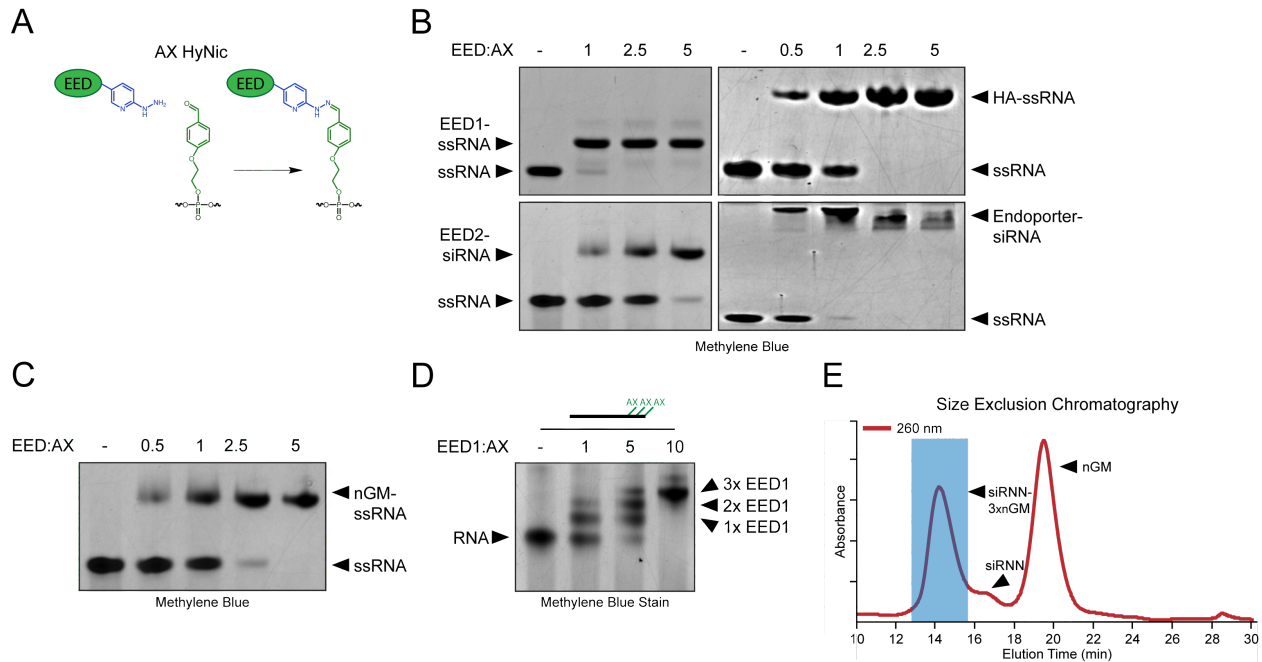 A
AX HyNic
EED
EED
NH₂
N
N
H
O
O
O
O
P
O
O
N
N
H
N
O
O
O
P
O
O
B
EED:AX - 1 2.5 5 - 0.5 1 2.5 5
EED1-
ssRNA
ssRNA
HA-ssRNA
ssRNA
EED2-
siRNA
ssRNA
Endoporter-
siRNA
ssRNA
Methylene Blue
C
EED:AX - 0.5 1 2.5 5
nGM-
ssRNA
ssRNA
Methylene Blue
D
AX AX AX
EED1:AX - 1 5 10
RNA
3x EED1
2x EED1
1x EED1
Methylene Blue Stain
E
Size Exclusion Chromatography
260 nm
nGM
siRNN-
3xnGM
siRNN
Absorbance
10 12 14 16 18 20 22 24 26 28 30
Elution Time (min)